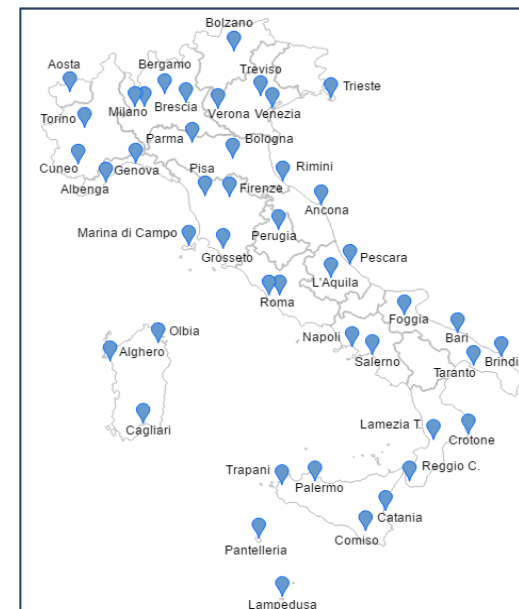 Bolzano
Aosta
Bergamo
Treviso
Trieste
Torino
Milano
Brescia
Verona
Venezia
Parma
Bologna
Cuneo
Genova
Pisa
Rimini
Albenga
Firenze
Ancona
Marina di Campo
Perugia
Grosseto
Pescara
L'Aquila
Roma
Foggia
Olbia
Napoli
Bari
Alghero
Salerno
Brindi
Taranto
Cagliari
Lamezia T.
Crotone
Trapani
Palermo
Reggio C.
Catania
Comiso
Pantelleria
Lampedusa